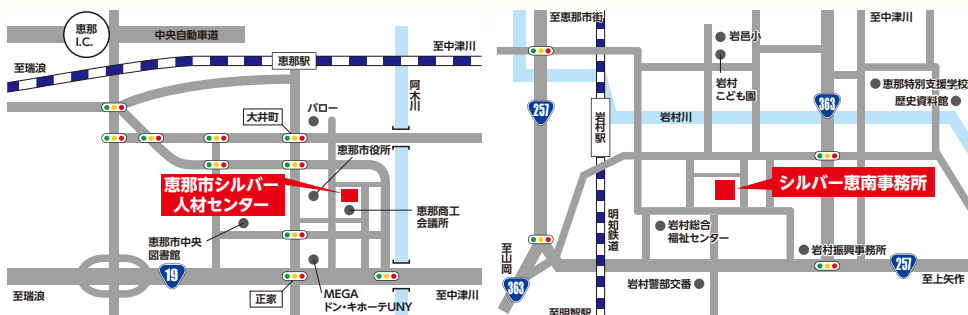 恵那
I.C.
中央自動車道
至瑞浪
恵那駅
至中津川
阿木川
大井町
バロー
恵那市役所
恵那市シルバー
人材センター
恵那商工
会議所
恵那市中央
図書館
19
至瑞浪
正家
MEGA
ドン・キホーテUNY
至中津川
至恵那市街
岩邑小
至中津川
岩村
こども園
恵那特別支援学校
歴史資料館
257
363
岩村駅
岩村川
シルバー恵南事務所
明知鉄道
岩村総合
福祉センター
岩村振興事務所
至山岡
363
257
至上矢作
岩村警部交番
至明智駅